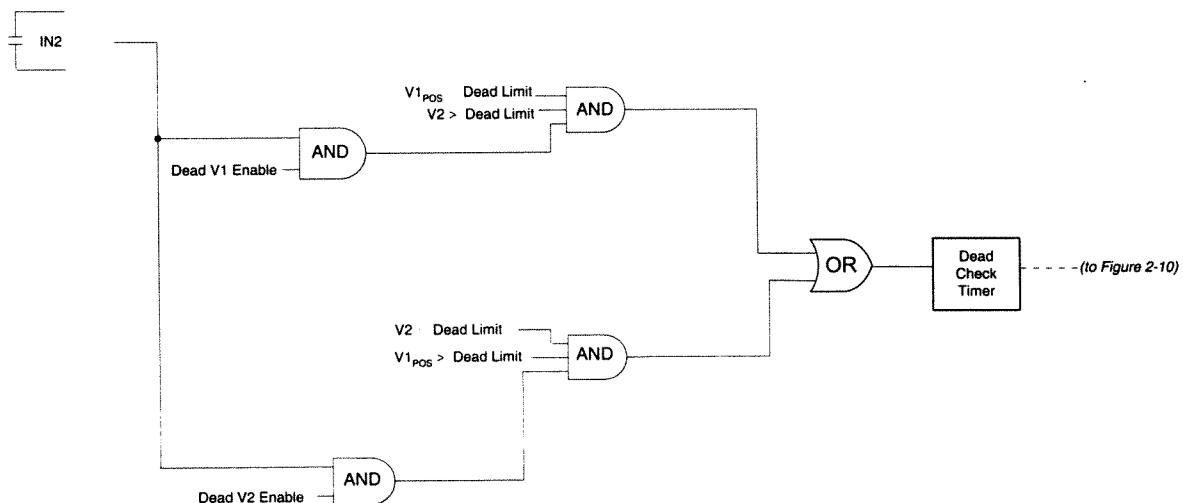 IN2
V1POS Dead Limit
V2 > Dead Limit
AND
AND
Dead V1 Enable
OR
Dead
Check
Timer
(to Figure 2-10)
V2 Dead Limit
V1POS > Dead Limit
AND
AND
Dead V2 Enable